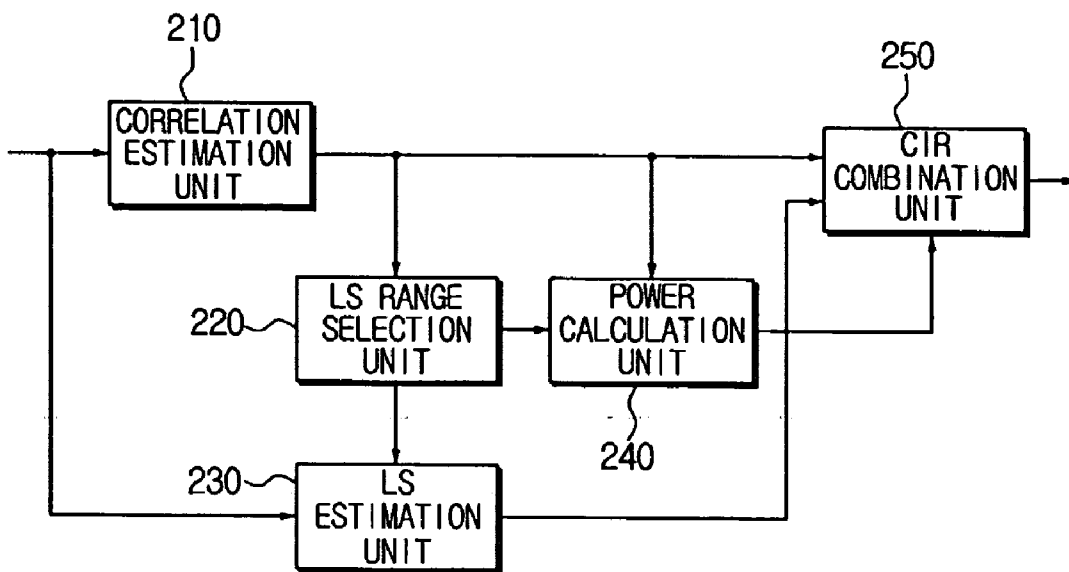 210
CORRELATION
ESTIMATION
UNIT
250
CIR
COMBINATION
UNIT
220
LS RANGE
SELECTION
UNIT
POWER
CALCULATION
UNIT
240
230
LS
ESTIMATION
UNIT